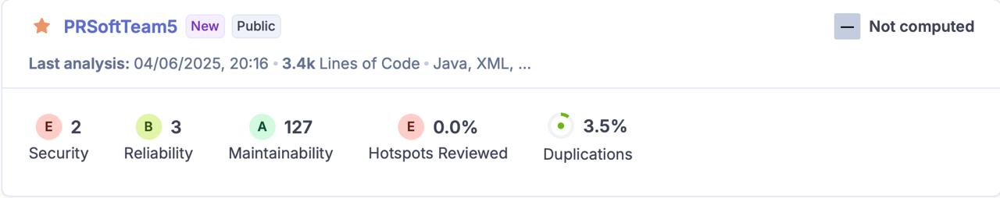 PRSoftTeam5 New Public — Not computed
Last analysis: 04/06/2025, 20:16 • 3.4k Lines of Code • Java, XML, ...
E 2 B 3 A 127 E 0.0% 3.5%
Security Reliability Maintainability Hotspots Reviewed Duplications